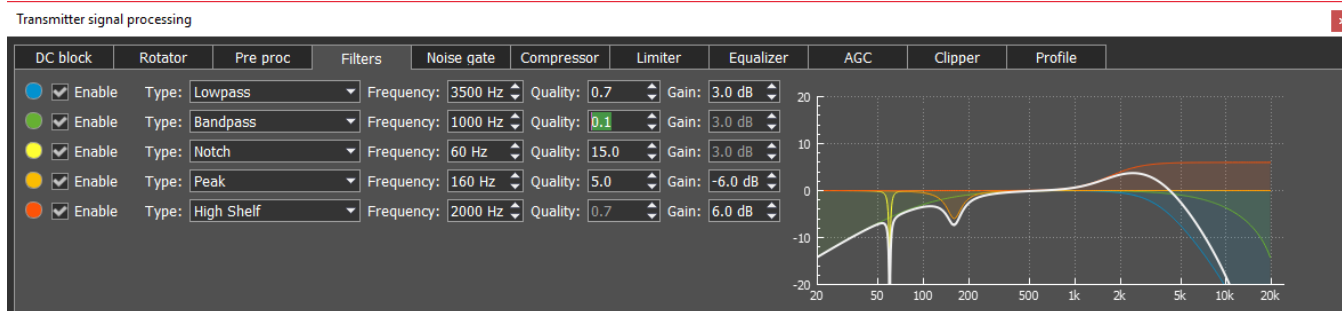 Transmitter signal processing
DC block Rotator Pre proc Filters Noise gate Compressor Limiter Equalizer AGC Clipper Profile
Enable Type: Lowpass Frequency: 3500 Hz Quality: 0.7 Gain: 3.0 dB
Enable Type: Bandpass Frequency: 1000 Hz Quality: 0.1 Gain: 3.0 dB
Enable Type: Notch Frequency: 60 Hz Quality: 15.0 Gain: 3.0 dB
Enable Type: Peak Frequency: 160 Hz Quality: 5.0 Gain: -6.0 dB
Enable Type: High Shelf Frequency: 2000 Hz Quality: 0.7 Gain: 6.0 dB
20
10
0
-10
-20
20 50 100 200 500 1k 2k 5k 10k 20k